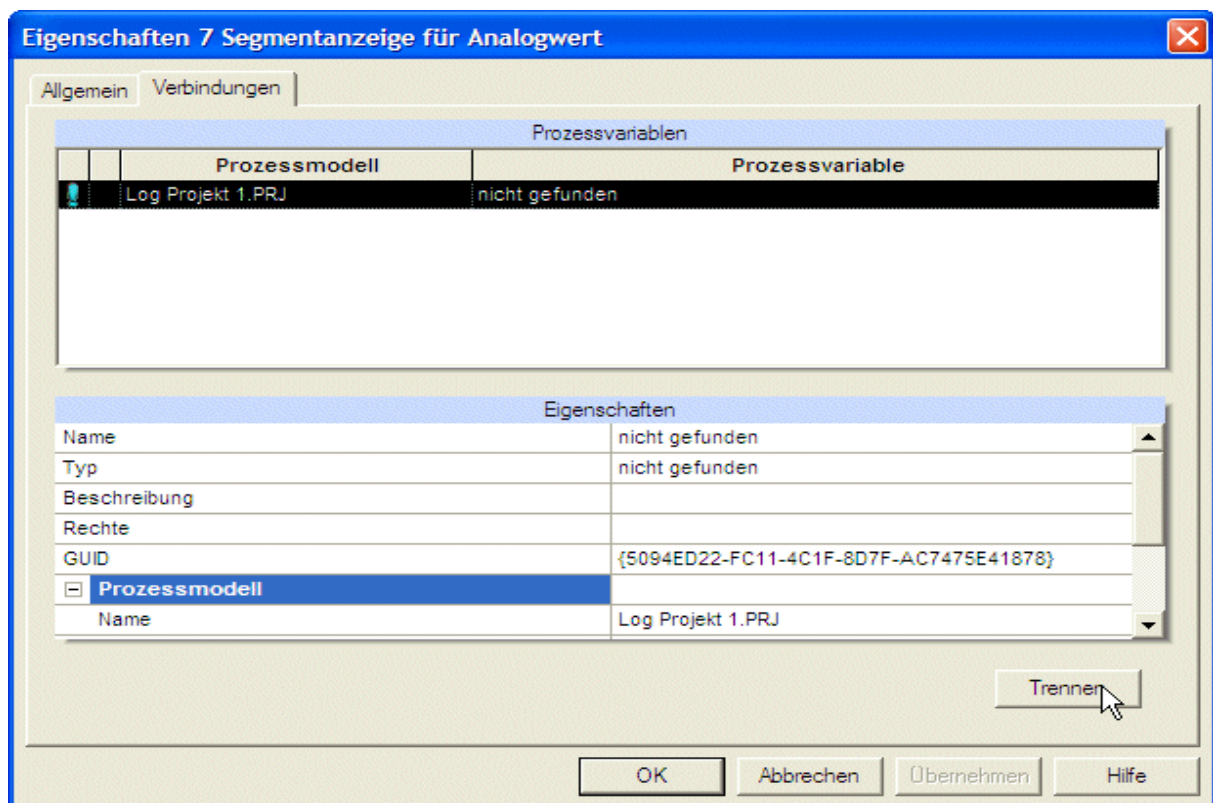 Eigenschaften 7 Segmentanzeige für Analogwert
Allgemein Verbindungen
Prozessvariablen
Prozessmodell Prozessvariable
Log Projekt 1.PRJ nicht gefunden
Eigenschaften
Name nicht gefunden
Typ nicht gefunden
Beschreibung
Rechte
GUID {5094ED22-FC11-4C1F-8D7F-AC7475E41878}
Prozessmodell
Name Log Projekt 1.PRJ
Trennen
OK Abbrechen Übernehmen Hilfe